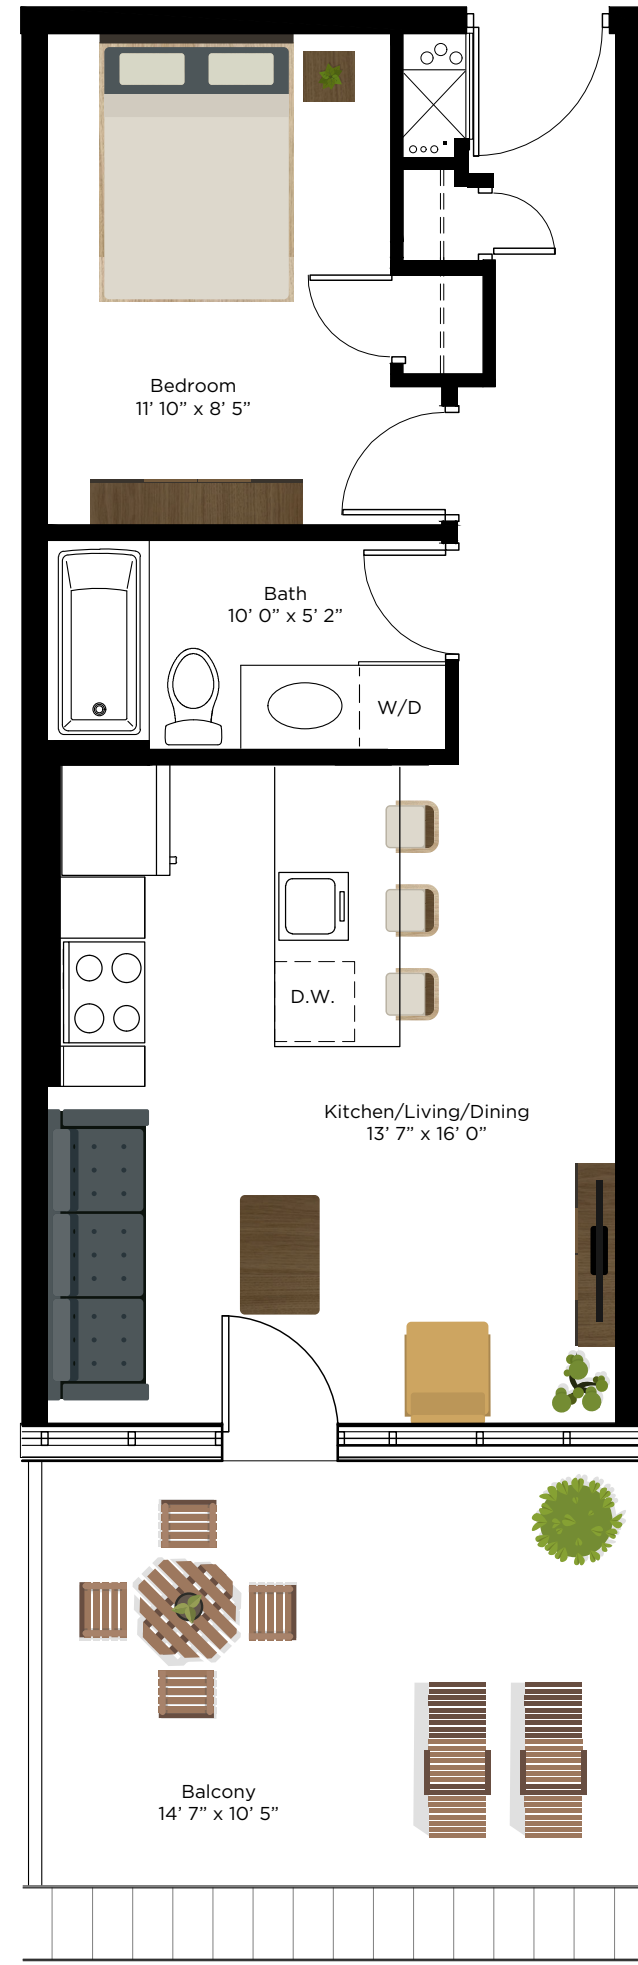 Bedroom
11’ 10” x 8’ 5”
Bath
10’ 0” x 5’ 2”
W/D
D.W.
Kitchen/Living/Dining
13’ 7” x 16’ 0”
Balcony
14’ 7” x 10’ 5”